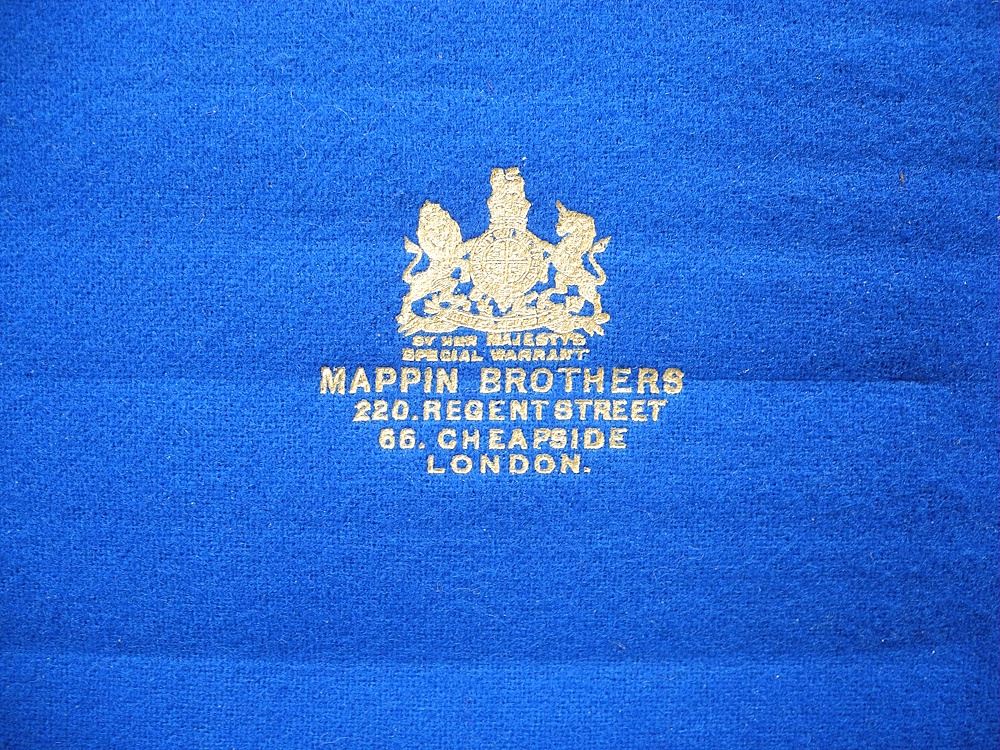 BY HER MAJESTY'S
SPECIAL WARRANT
MAPPIN BROTHERS
220. REGENT STREET
66. CHEAPSIDE
LONDON.